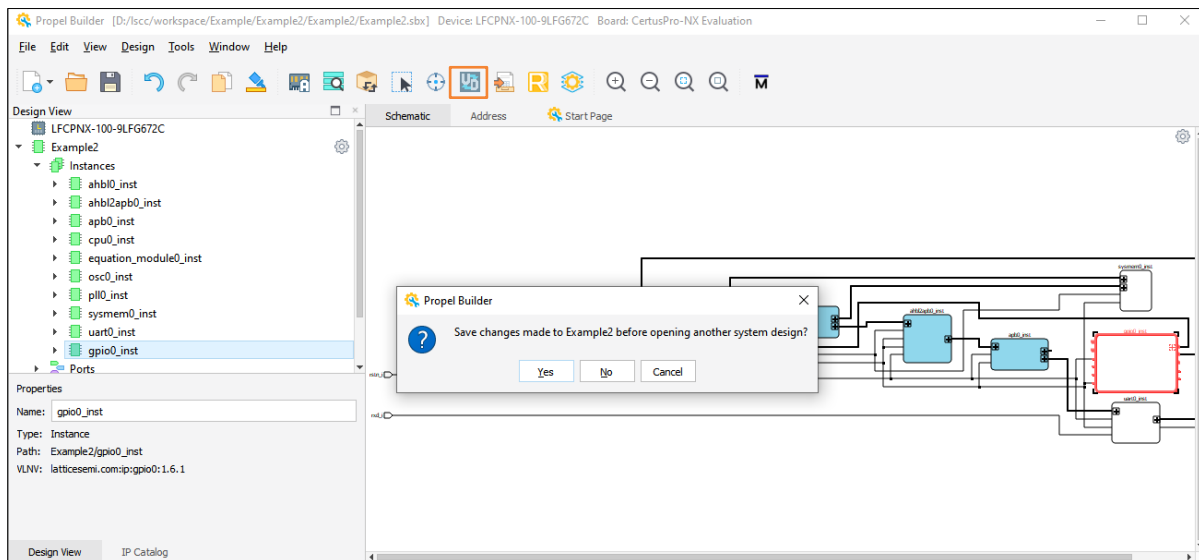 Propel Builder [D:/lscc/workspace/Example/Example2/Example2/Example2.sbx] Device: LFCPNX-100-9LFG672C Board: CertusPro-NX Evaluation
File Edit View Design Tools Window Help
Design View
LFCPNX-100-9LFG672C
Example2
Instances
ahbl0_inst
ahbl2apb0_inst
apb0_inst
cpu0_inst
equation_module0_inst
osc0_inst
pll0_inst
sysmem0_inst
uart0_inst
gpio0_inst
Ports
Properties
Name: gpio0_inst
Type: Instance
Path: Example2/gpio0_inst
VLNV: latticesemi.com:ip:gpio0:1.6.1
Design View IP Catalog
Schematic Address Start Page
sysmem0_inst
ahbl2apb0_inst
apb0_inst
gpio0_inst
uart0_inst
rstn_i
rxd_i
Propel Builder
Save changes made to Example2 before opening another system design?
Yes No Cancel